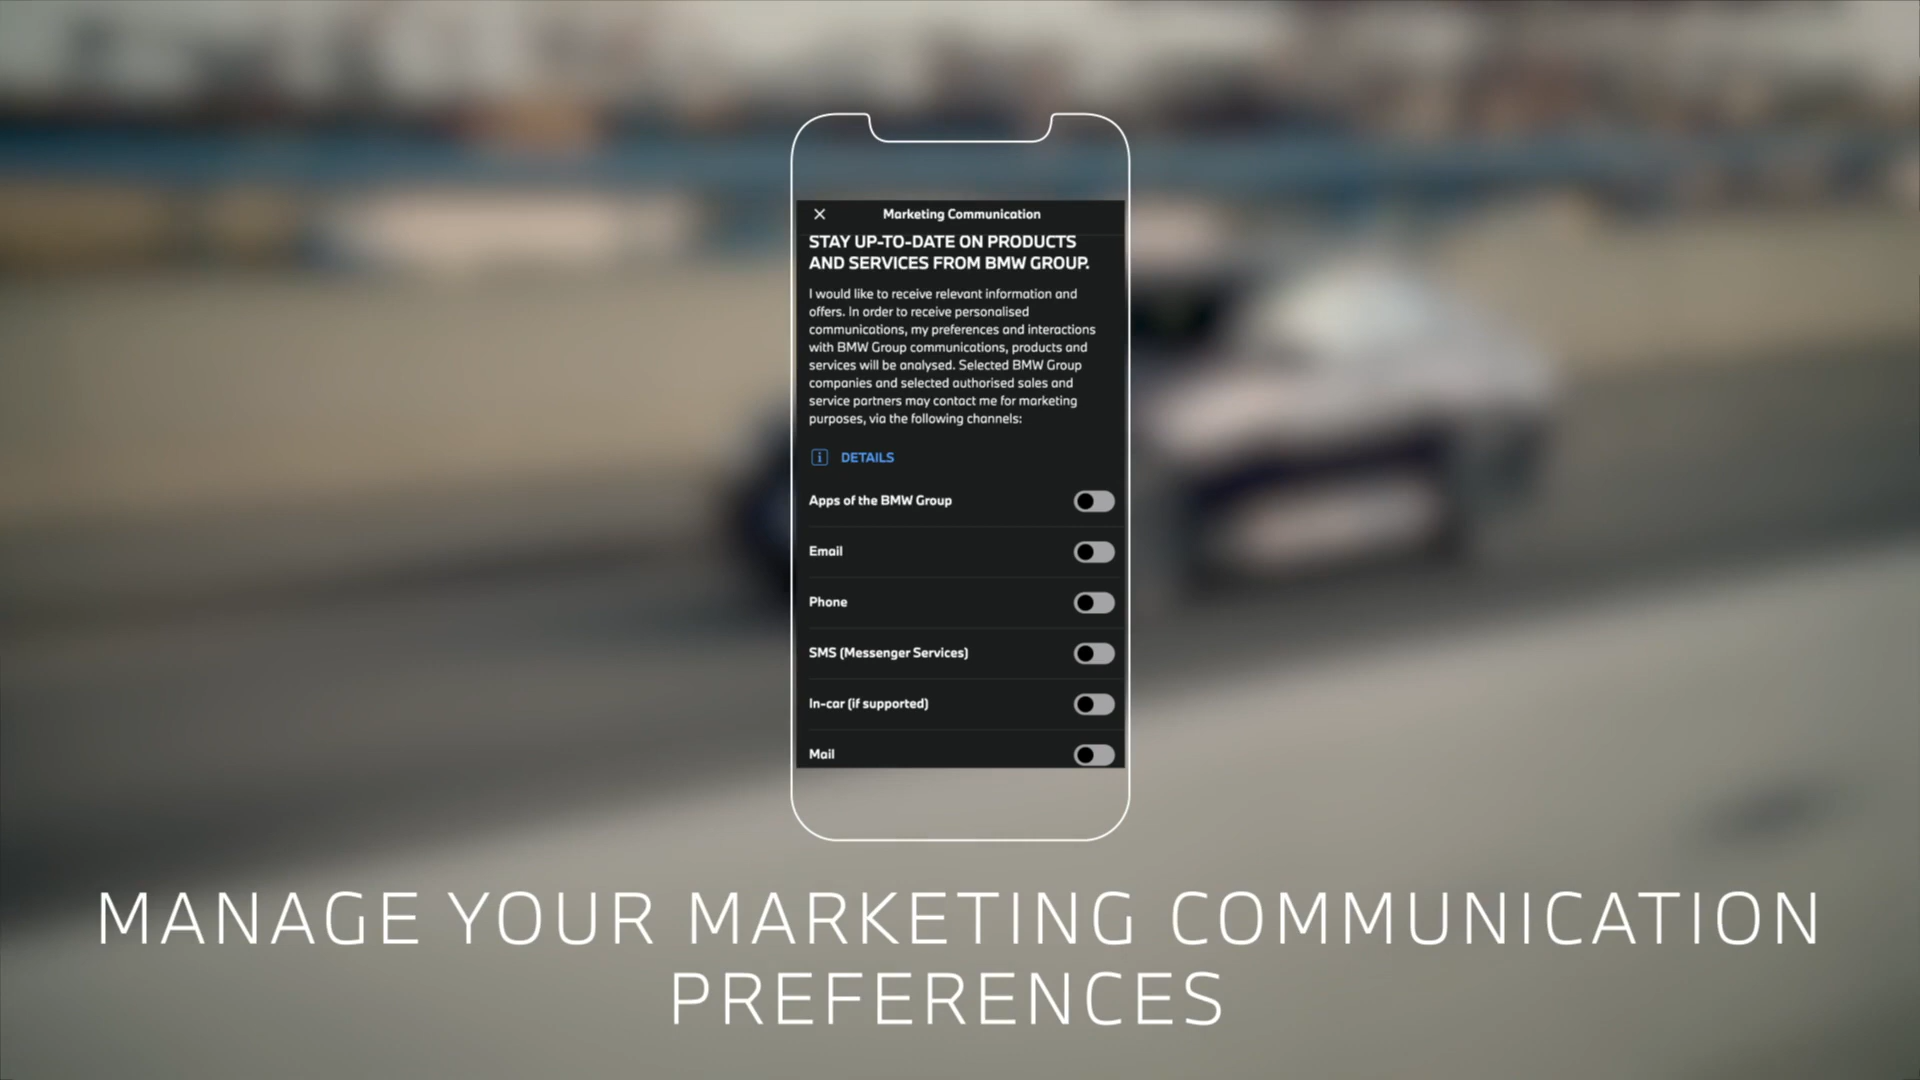 Marketing Communication
STAY UP-TO-DATE ON PRODUCTS
AND SERVICES FROM BMW GROUP.
I would like to receive relevant information and
offers. In order to receive personalised
communications, my preferences and interactions
with BMW Group communications, products and
services will be analysed. Selected BMW Group
companies and selected authorised sales and
service partners may contact me for marketing
purposes, via the following channels:
DETAILS
Apps of the BMW Group
Email
Phone
SMS (Messenger Services)
In-car (if supported)
Mail
MANAGE YOUR MARKETING COMMUNICATION
PREFERENCES